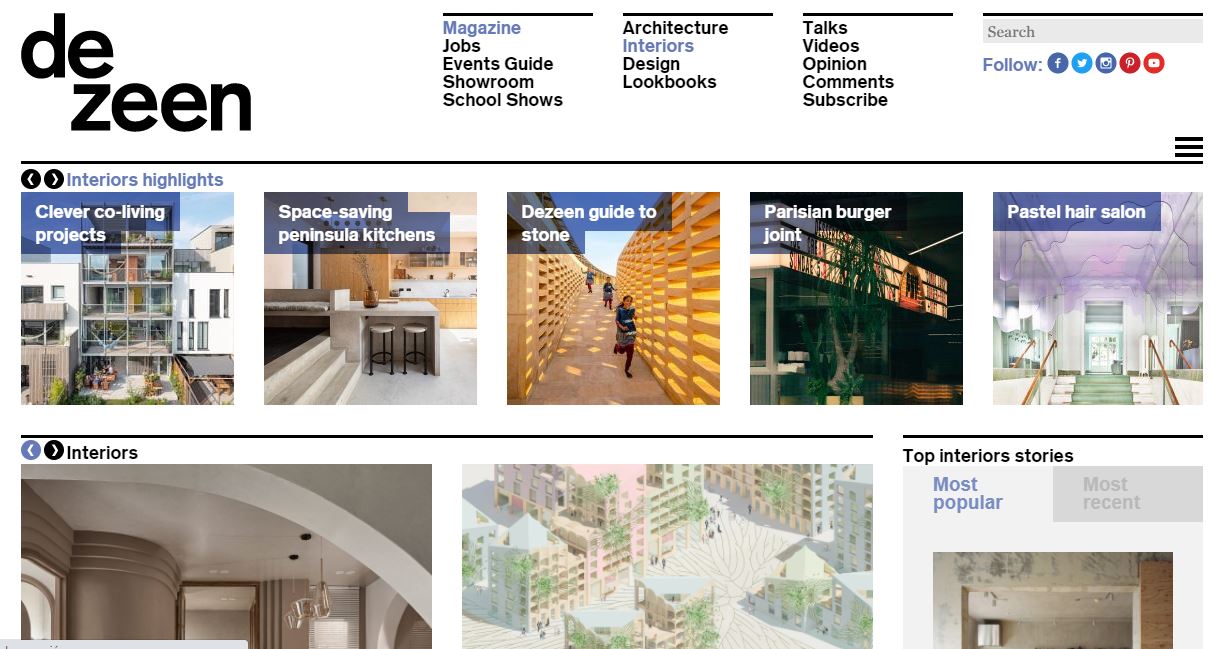 de
zeen
Magazine
Jobs
Events Guide
Showroom
School Shows
Architecture
Interiors
Design
Lookbooks
Talks
Videos
Opinion
Comments
Subscribe
Search
Follow:
Interiors highlights
Clever co-living
projects
Space-saving
peninsula kitchens
Dezeen guide to
stone
Parisian burger
joint
Pastel hair salon
Interiors
Top interiors stories
Most
popular
Most
recent